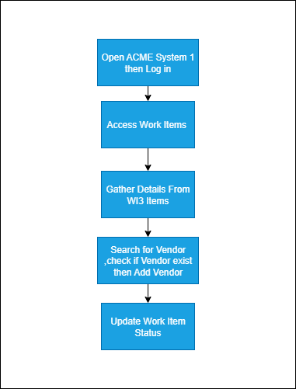 Open ACME System 1
then Log in
Access Work Items
Gather Details From
WI3 Items
Search for Vendor
,check if Vendor exist
then Add Vendor
Update Work Item
Status